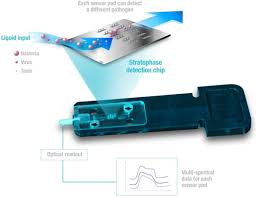 Each sensor pad can detect
a different pathogen
Liquid input
Bacteria
Virus
Toxin
Stratophase
detection chip
Optical readout
Multi-spectral
data for each
sensor pad